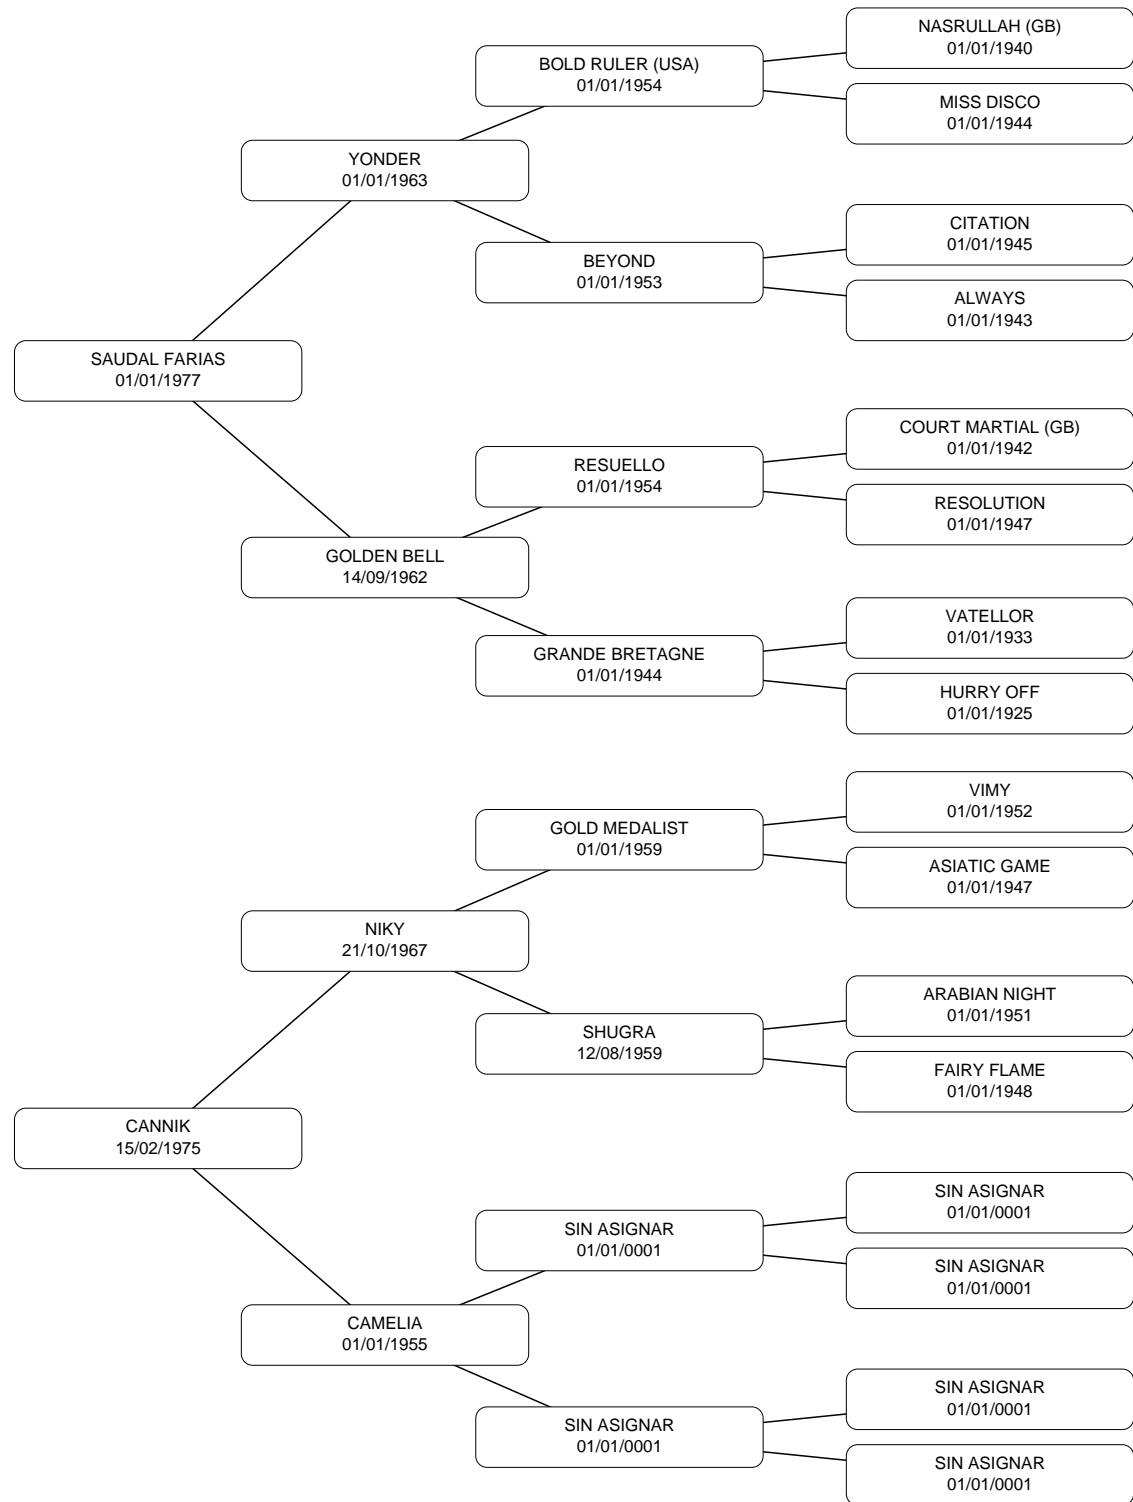 NASRULLAH (GB)
01/01/1940
BOLD RULER (USA)
01/01/1954
MISS DISCO
01/01/1944
YONDER
01/01/1963
CITATION
01/01/1945
BEYOND
01/01/1953
ALWAYS
01/01/1943
SAUDAL FARIAS
01/01/1977
COURT MARTIAL (GB)
01/01/1942
RESUELLO
01/01/1954
RESOLUTION
01/01/1947
GOLDEN BELL
14/09/1962
VATELLOR
01/01/1933
GRANDE BRETAGNE
01/01/1944
HURRY OFF
01/01/1925
VIMY
01/01/1952
GOLD MEDALIST
01/01/1959
ASIATIC GAME
01/01/1947
NIKY
21/10/1967
ARABIAN NIGHT
01/01/1951
SHUGRA
12/08/1959
FAIRY FLAME
01/01/1948
CANNIK
15/02/1975
SIN ASIGNAR
01/01/0001
SIN ASIGNAR
01/01/0001
SIN ASIGNAR
01/01/0001
CAMELIA
01/01/1955
SIN ASIGNAR
01/01/0001
SIN ASIGNAR
01/01/0001
SIN ASIGNAR
01/01/0001